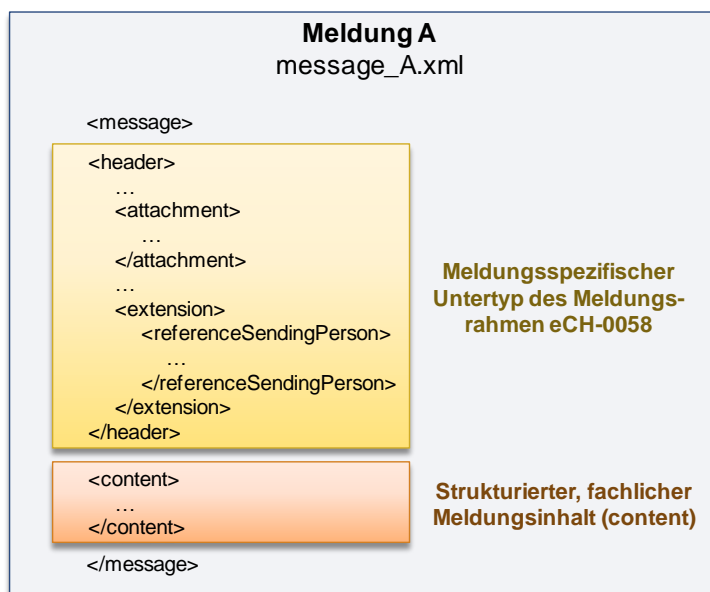 Meldung A
message_A.xml
<message>
<header>
…
<attachment>
…
</attachment>
…
<extension>
<referenceSendingPerson>
…
</referenceSendingPerson>
</extension>
</header>
Meldungsspezifischer
Untertyp des Meldungs-
rahmen eCH-0058
<content>
…
</content>
Strukturierter, fachlicher
Meldungsinhalt (content)
</message>